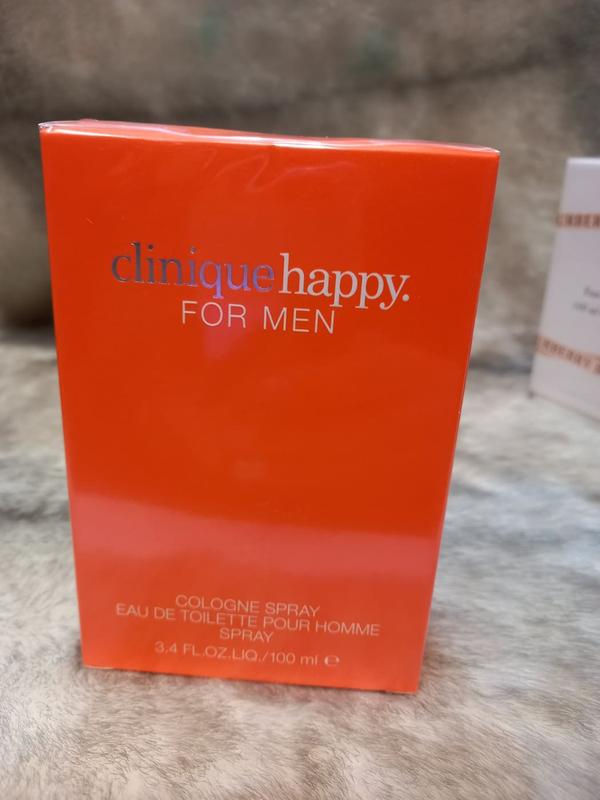 clinique happy.
FOR MEN
COLOGNE SPRAY
EAU DE TOILETTE POUR HOMME
SPRAY
3.4 FL.OZ.LIQ./100 ml ℮